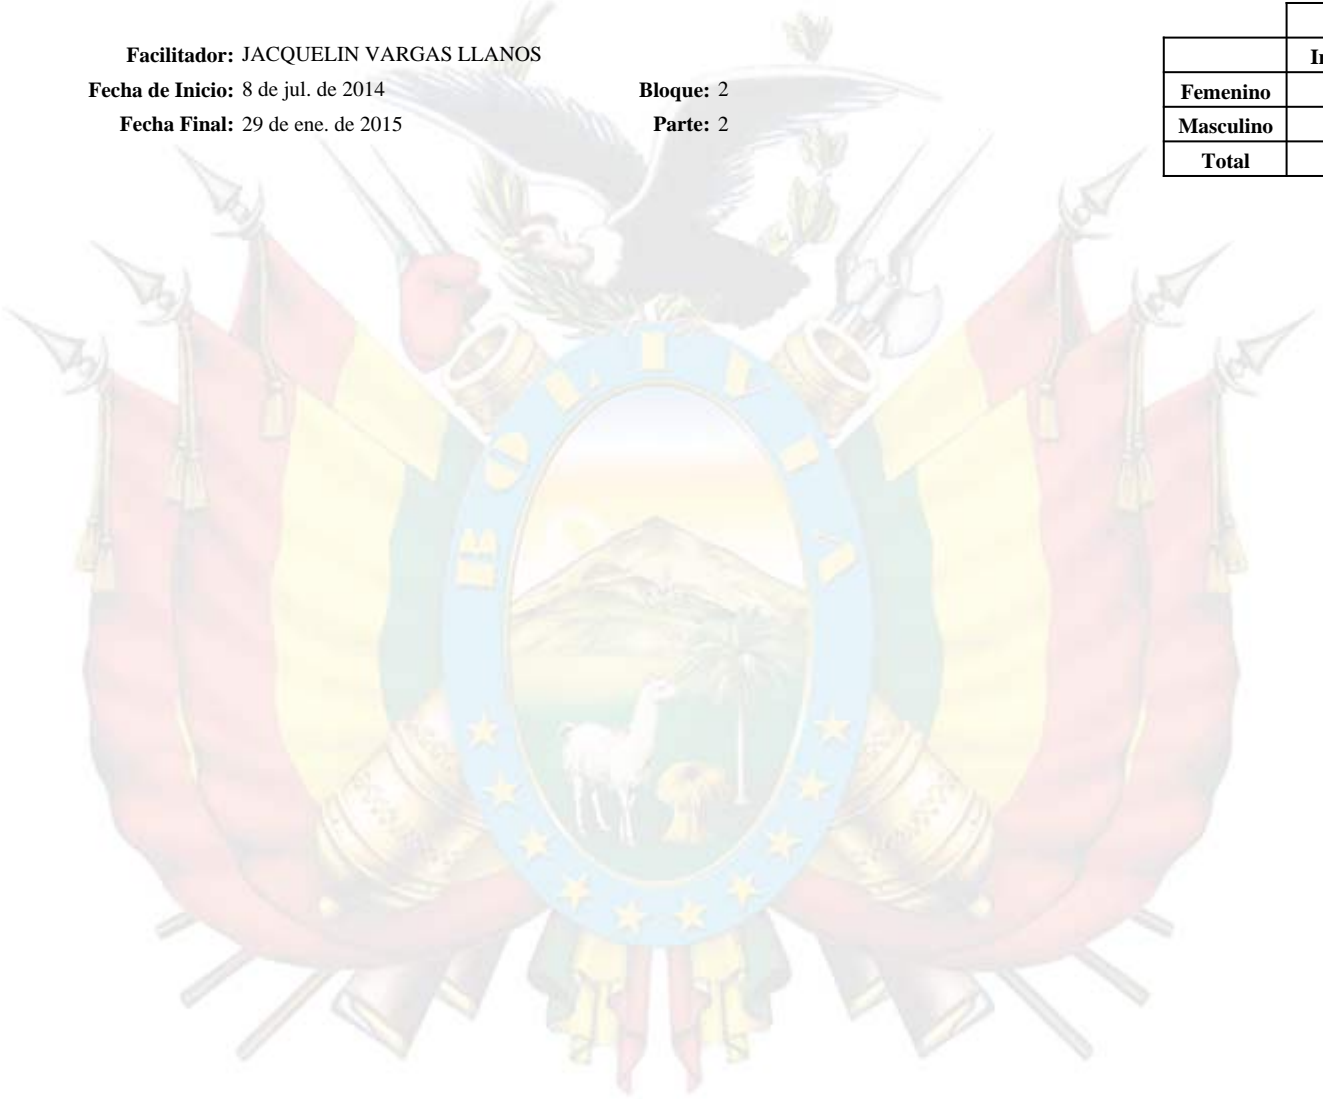 Facilitador: JACQUELIN VARGAS LLANOS
Fecha de Inicio: 8 de jul. de 2014 Bloque: 2
Fecha Final: 29 de ene. de 2015 Parte: 2
Femenino
Masculino
Total
BOLIVIA